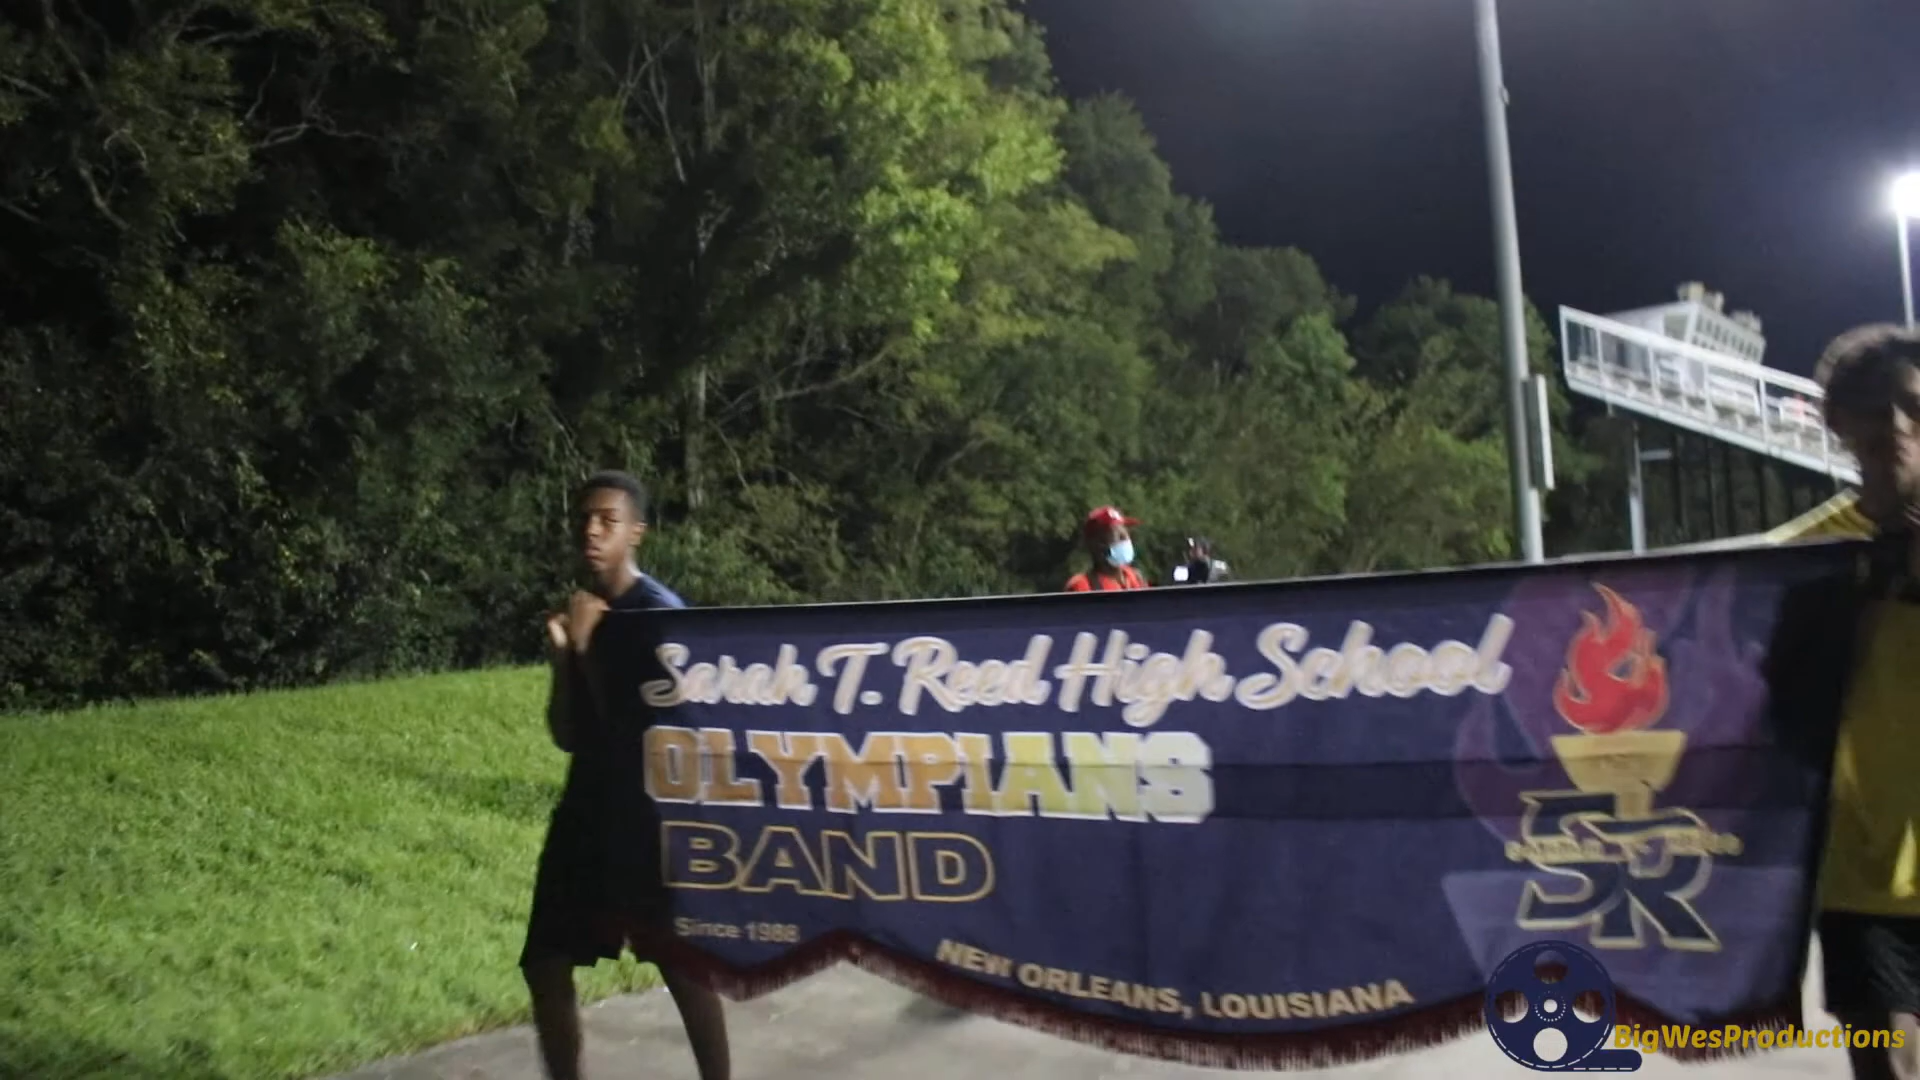 Sarah T. Reed High School
OLYMPIANS
BAND
Since 1988
NEW ORLEANS, LOUISIANA
SR
BigWesProductions